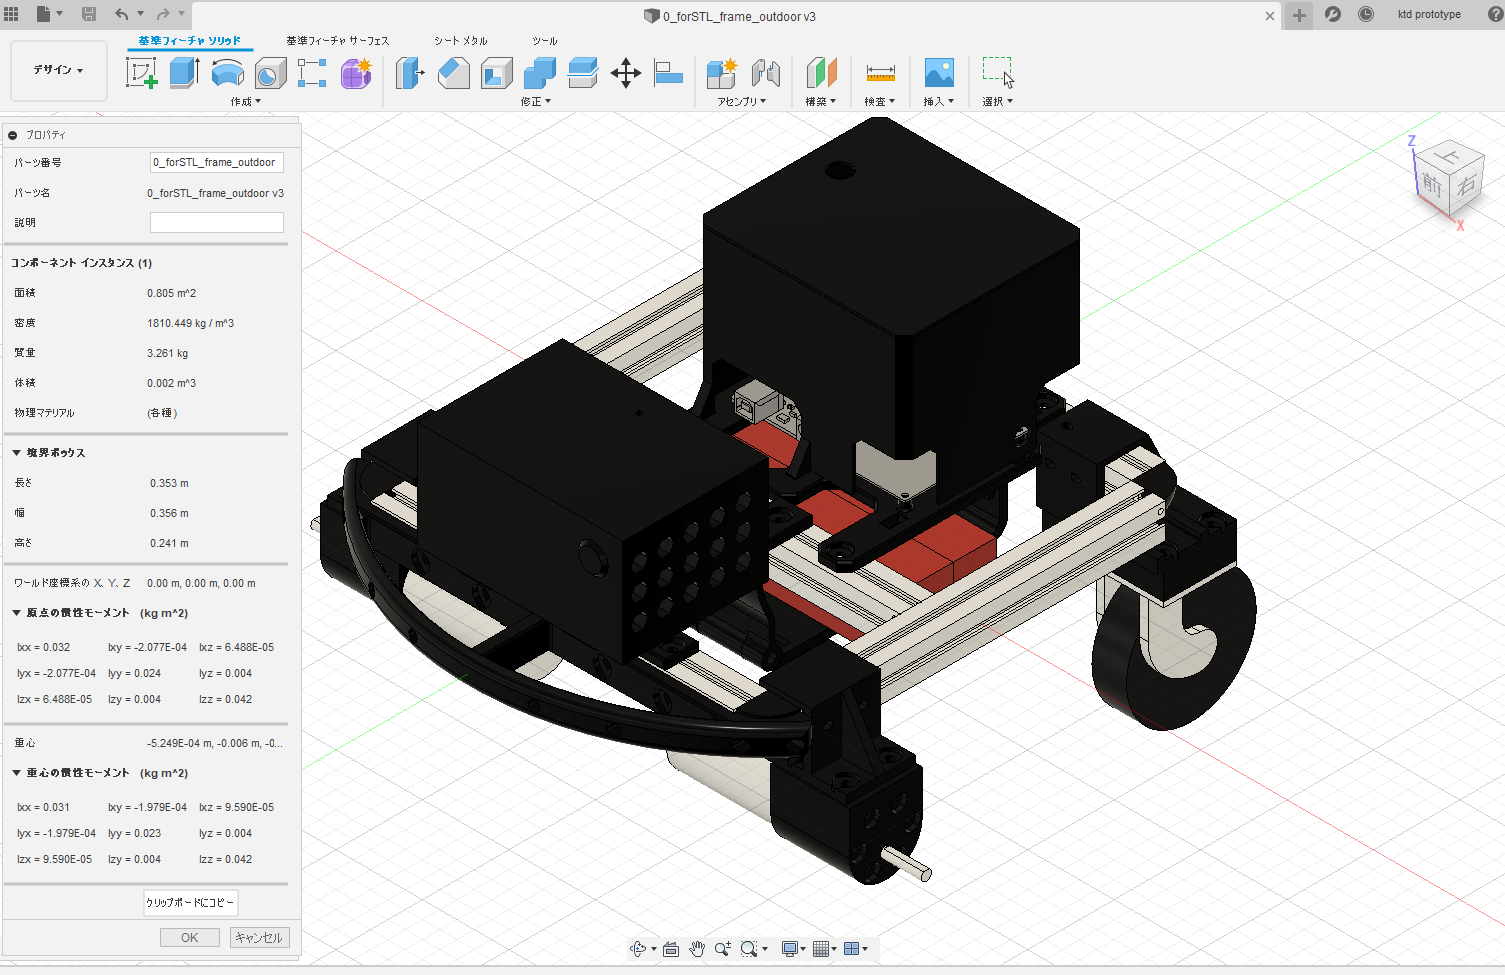 0_forSTL_frame_outdoor v3
ktd prototype
デザイン
基準フィーチャ ソリッド
基準フィーチャ サーフェス
シート メタル
ツール
作成
修正
アセンブリ
構築
検査
挿入
選択
プロパティ
パーツ番号 0_forSTL_frame_outdoor
パーツ名 0_forSTL_frame_outdoor v3
説明
コンポーネント インスタンス (1)
面積 0.805 m^2
密度 1810.449 kg / m^3
質量 3.261 kg
体積 0.002 m^3
物理マテリアル (各種)
境界ボックス
長さ 0.353 m
幅 0.356 m
高さ 0.241 m
ワールド座標系の X, Y, Z 0.00 m, 0.00 m, 0.00 m
原点の慣性モーメント (kg m^2)
Ixx = 0.032 Ixy = -2.077E-04 Ixz = 6.488E-05
Iyx = -2.077E-04 Iyy = 0.024 Iyz = 0.004
Izx = 6.488E-05 Izy = 0.004 Izz = 0.042
重心 -5.249E-04 m, -0.006 m, -0...
重心の慣性モーメント (kg m^2)
Ixx = 0.031 Ixy = -1.979E-04 Ixz = 9.590E-05
Iyx = -1.979E-04 Iyy = 0.023 Iyz = 0.004
Izx = 9.590E-05 Izy = 0.004 Izz = 0.042
クリップボードにコピー
OK キャンセル
Z
上
前
右
X